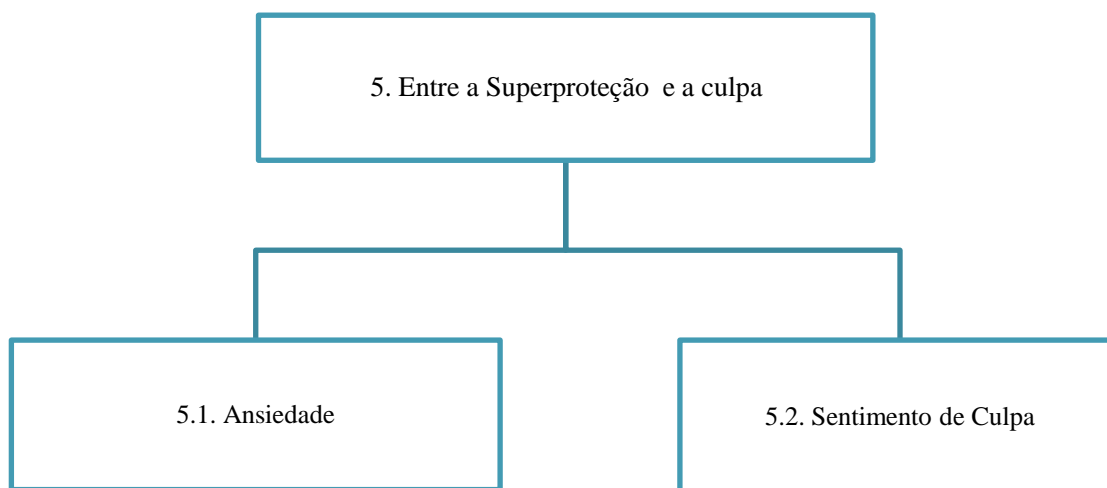 5. Entre a Superproteção e a culpa
5.1. Ansiedade
5.2. Sentimento de Culpa